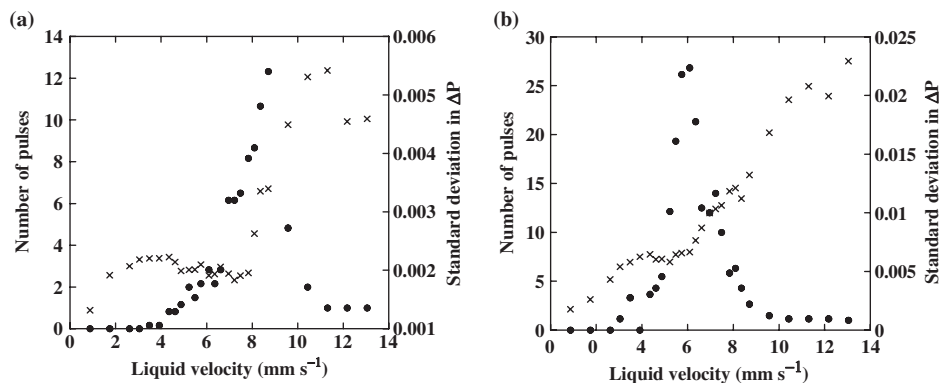 (a)
14
12
10
8
6
4
2
0
Number of pulses
0.006
0.005
0.004
0.003
0.002
0.001
Standard deviation in ΔP
0 2 4 6 8 10 12 14
Liquid velocity (mm s⁻¹)
(b)
30
25
20
15
10
5
0
Number of pulses
0.025
0.020
0.015
0.010
0.005
0
Standard deviation in ΔP
0 2 4 6 8 10 12 14
Liquid velocity (mm s⁻¹)